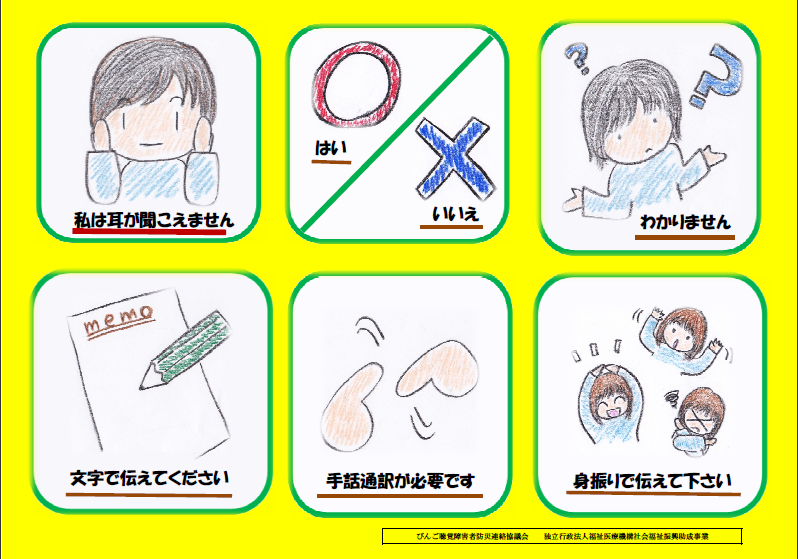 私は耳が聞こえません
はい
いいえ
わかりません
memo
文字で伝えてください
手話通訳が必要です
身振りで伝えて下さい
びんご聴覚障害者防災連絡協議会 独立行政法人福祉医療機構社会福祉振興助成事業